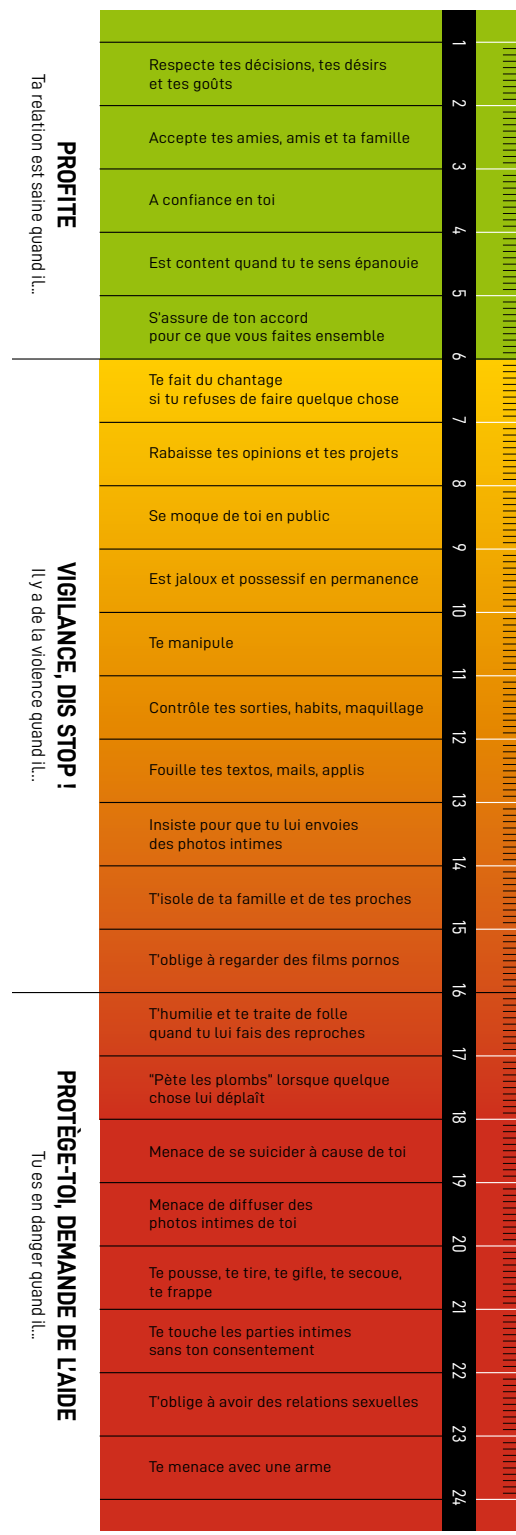 PROFITE
Ta relation est saine quand il...
1
Respecte tes décisions, tes désirs
et tes goûts
2
Accepte tes amies, amis et ta famille
3
A confiance en toi
4
Est content quand tu te sens épanouie
5
S'assure de ton accord
pour ce que vous faites ensemble
6
VIGILANCE, DIS STOP !
Il y a de la violence quand il...
Te fait du chantage
si tu refuses de faire quelque chose
7
Rabaisse tes opinions et tes projets
8
Se moque de toi en public
9
Est jaloux et possessif en permanence
10
Te manipule
11
Contrôle tes sorties, habits, maquillage
12
Fouille tes textos, mails, applis
13
Insiste pour que tu lui envoies
des photos intimes
14
T'isole de ta famille et de tes proches
15
T'oblige à regarder des films pornos
16
PROTÈGE-TOI, DEMANDE DE L'AIDE
Tu es en danger quand il...
T'humilie et te traite de folle
quand tu lui fais des reproches
17
"Pète les plombs" lorsque quelque
chose lui déplaît
18
Menace de se suicider à cause de toi
19
Menace de diffuser des
photos intimes de toi
20
Te pousse, te tire, te gifle, te secoue,
te frappe
21
Te touche les parties intimes
sans ton consentement
22
T'oblige à avoir des relations sexuelles
23
Te menace avec une arme
24